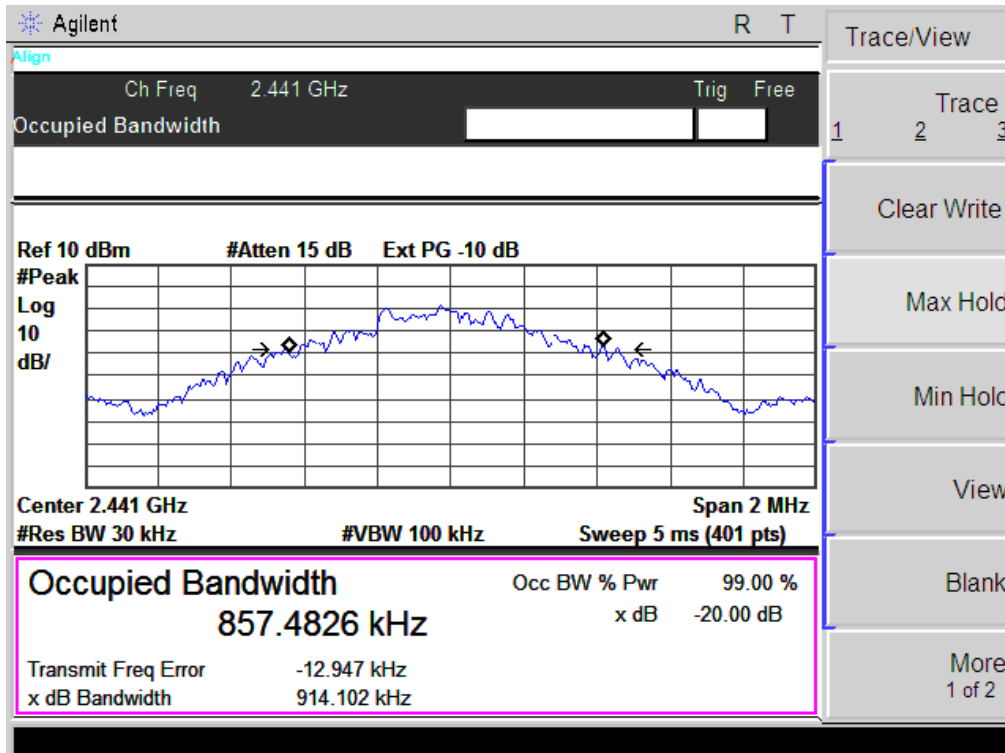 Agilent R T
Align
Ch Freq 2.441 GHz Trig Free
Occupied Bandwidth
Ref 10 dBm #Atten 15 dB Ext PG -10 dB
#Peak
Log
10
dB/
Center 2.441 GHz Span 2 MHz
#Res BW 30 kHz #VBW 100 kHz Sweep 5 ms (401 pts)
Occupied Bandwidth Occ BW % Pwr 99.00 %
857.4826 kHz x dB -20.00 dB
Transmit Freq Error -12.947 kHz
x dB Bandwidth 914.102 kHz
Trace/View
Trace
1 2 3
Clear Write
Max Hold
Min Hold
View
Blank
More
1 of 2